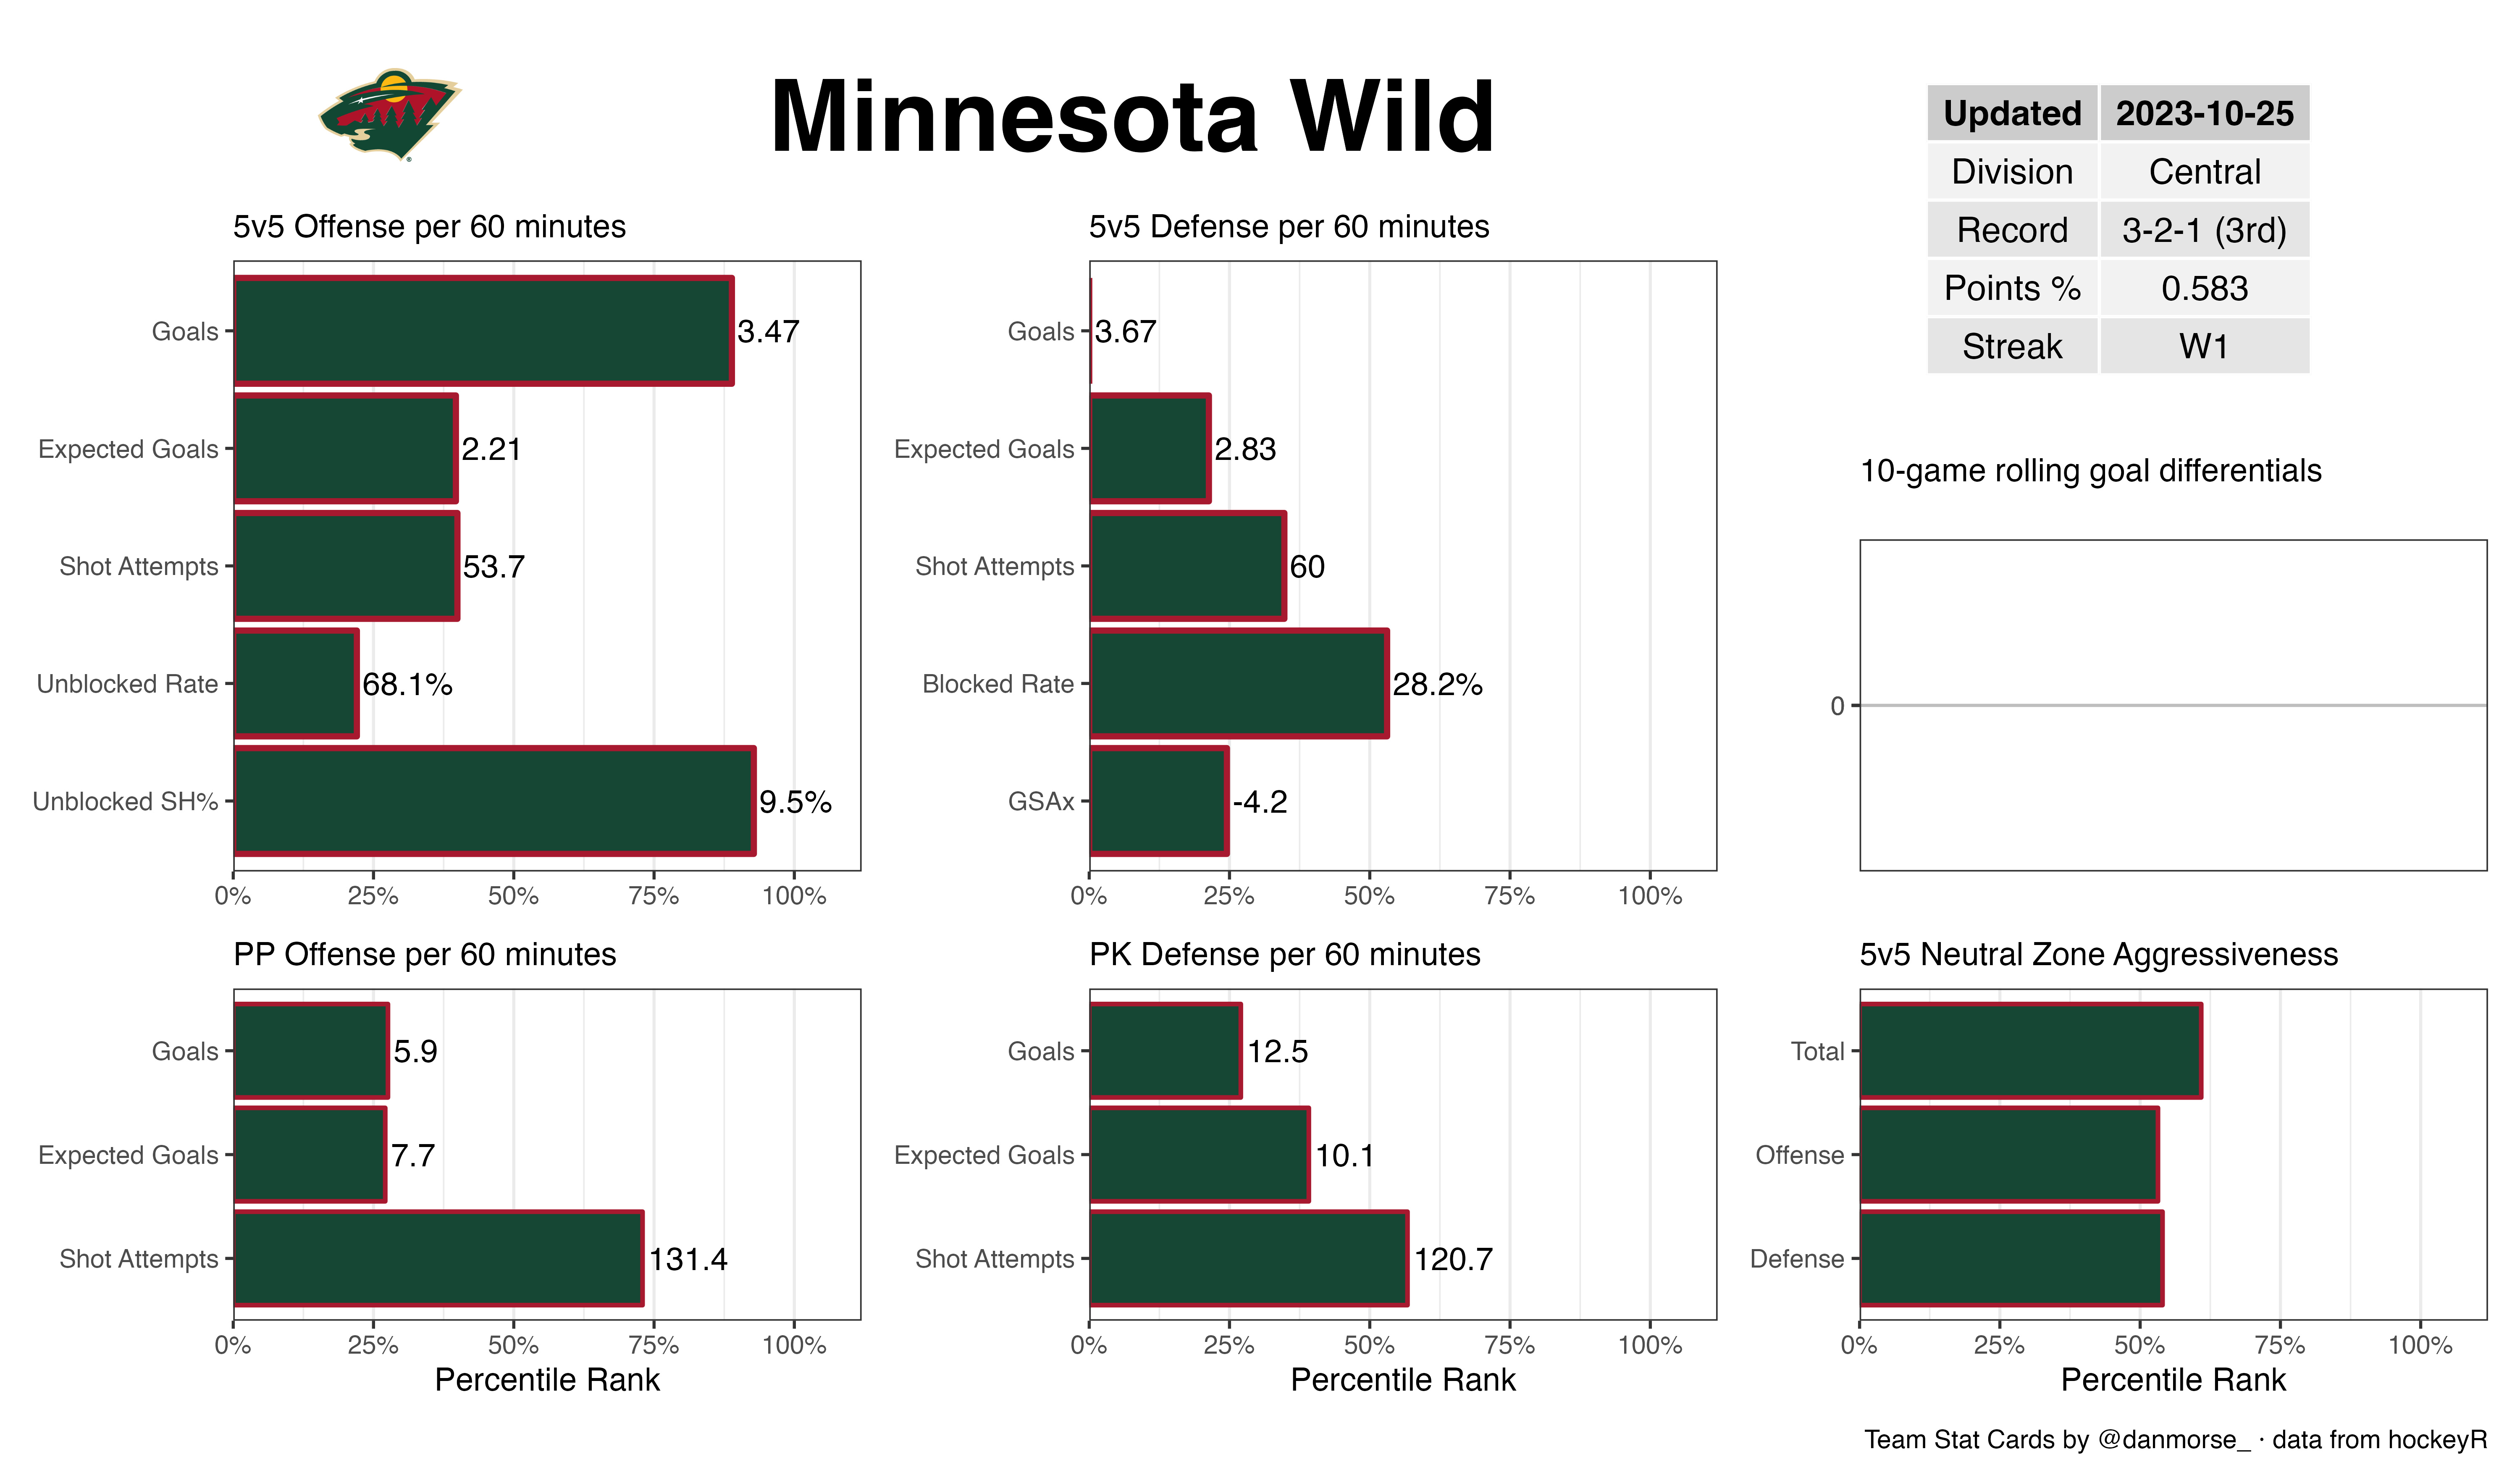 Minnesota Wild
Updated 2023-10-25
Division Central
Record 3-2-1 (3rd)
Points % 0.583
Streak W1
5v5 Offense per 60 minutes
Goals 3.47
Expected Goals 2.21
Shot Attempts 53.7
Unblocked Rate 68.1%
Unblocked SH% 9.5%
0% 25% 50% 75% 100%
5v5 Defense per 60 minutes
Goals 3.67
Expected Goals 2.83
Shot Attempts 60
Blocked Rate 28.2%
GSAx -4.2
0% 25% 50% 75% 100%
10-game rolling goal differentials
0
PP Offense per 60 minutes
Goals 5.9
Expected Goals 7.7
Shot Attempts 131.4
0% 25% 50% 75% 100%
Percentile Rank
PK Defense per 60 minutes
Goals 12.5
Expected Goals 10.1
Shot Attempts 120.7
0% 25% 50% 75% 100%
Percentile Rank
5v5 Neutral Zone Aggressiveness
Total
Offense
Defense
0% 25% 50% 75% 100%
Percentile Rank
Team Stat Cards by @danmorse_ · data from hockeyR